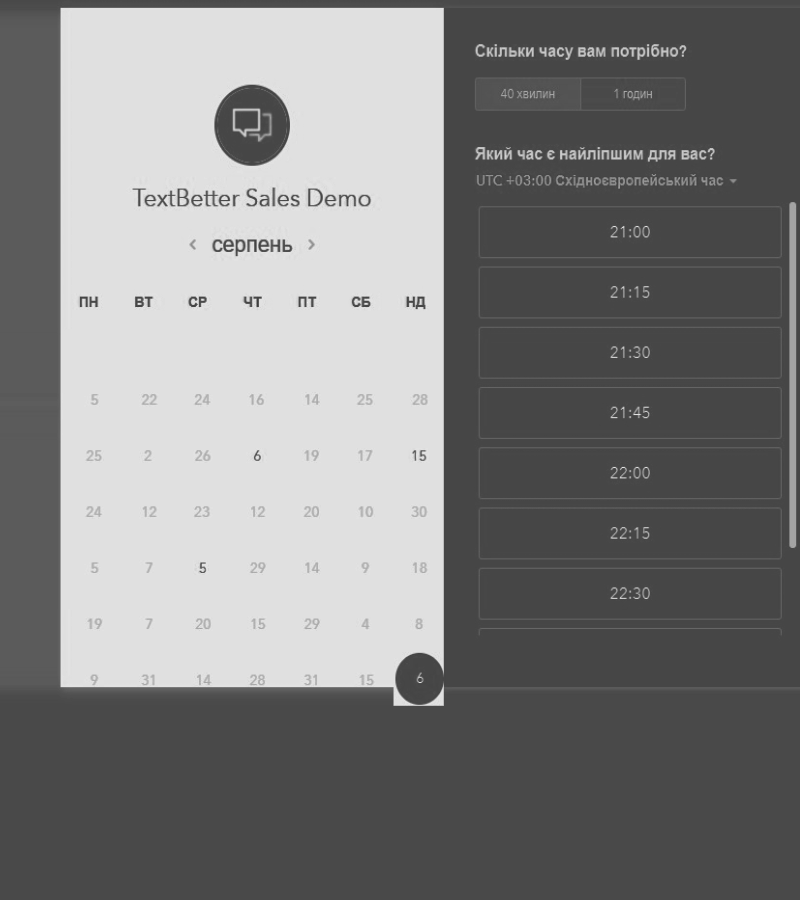 TextBetter Sales Demo
серпень
ПН ВТ СР ЧТ ПТ СБ НД
5 22 24 16 14 25 28
25 2 26 6 19 17 15
24 12 23 12 20 10 30
5 7 5 29 14 9 18
19 7 20 15 29 4 8
9 31 14 28 31 15 6
Скільки часу вам потрібно?
40 хвилин 1 годин
Який час є найліпшим для вас?
UTC +03:00 Східноєвропейський час
21:00
21:15
21:30
21:45
22:00
22:15
22:30